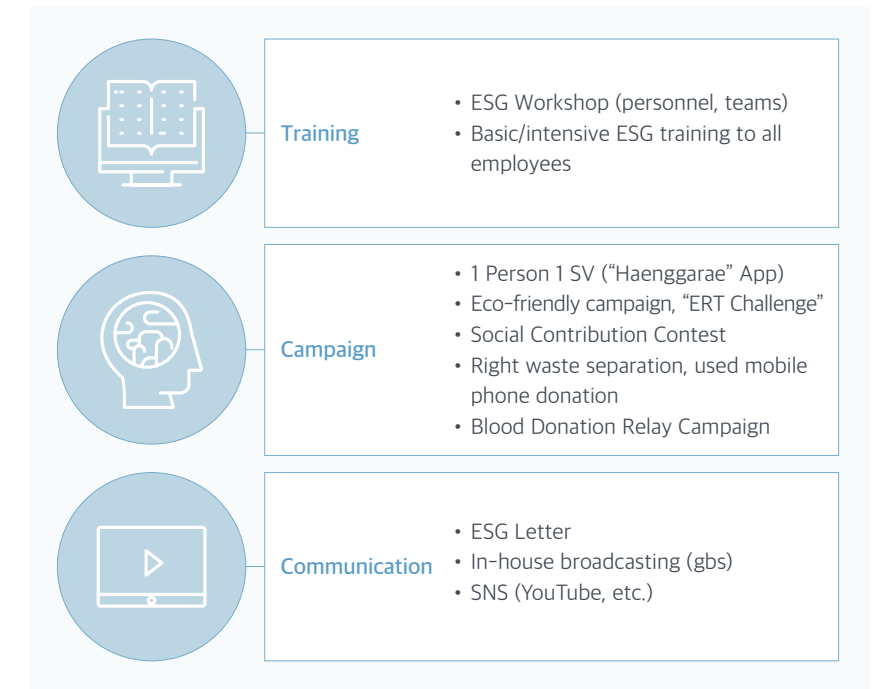 Training
• ESG Workshop (personnel, teams)
• Basic/intensive ESG training to all
employees
Campaign
• 1 Person 1 SV (“Haenggarae” App)
• Eco-friendly campaign, “ERT Challenge”
• Social Contribution Contest
• Right waste separation, used mobile
phone donation
• Blood Donation Relay Campaign
Communication
• ESG Letter
• In-house broadcasting (gbs)
• SNS (YouTube, etc.)